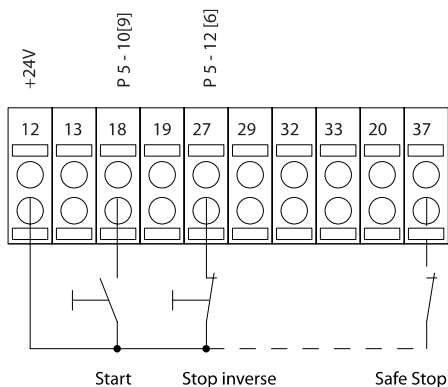 +24V
P 5 - 10[9]
P 5 - 12 [6]
12 13 18 19 27 29 32 33 20 37
Start Stop inverse Safe Stop